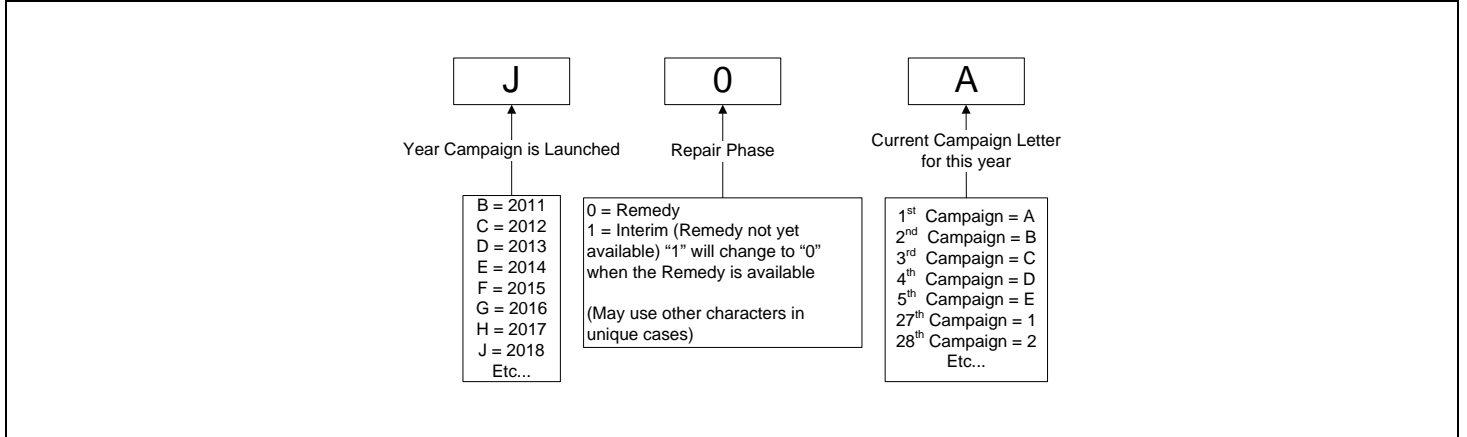 J
0
A
Year Campaign is Launched
Repair Phase
Current Campaign Letter
for this year
B = 2011
C = 2012
D = 2013
E = 2014
F = 2015
G = 2016
H = 2017
J = 2018
Etc...
0 = Remedy
1 = Interim (Remedy not yet
available) “1” will change to “0”
when the Remedy is available
(May use other characters in
unique cases)
1st Campaign = A
2nd Campaign = B
3rd Campaign = C
4th Campaign = D
5th Campaign = E
27th Campaign = 1
28th Campaign = 2
Etc...